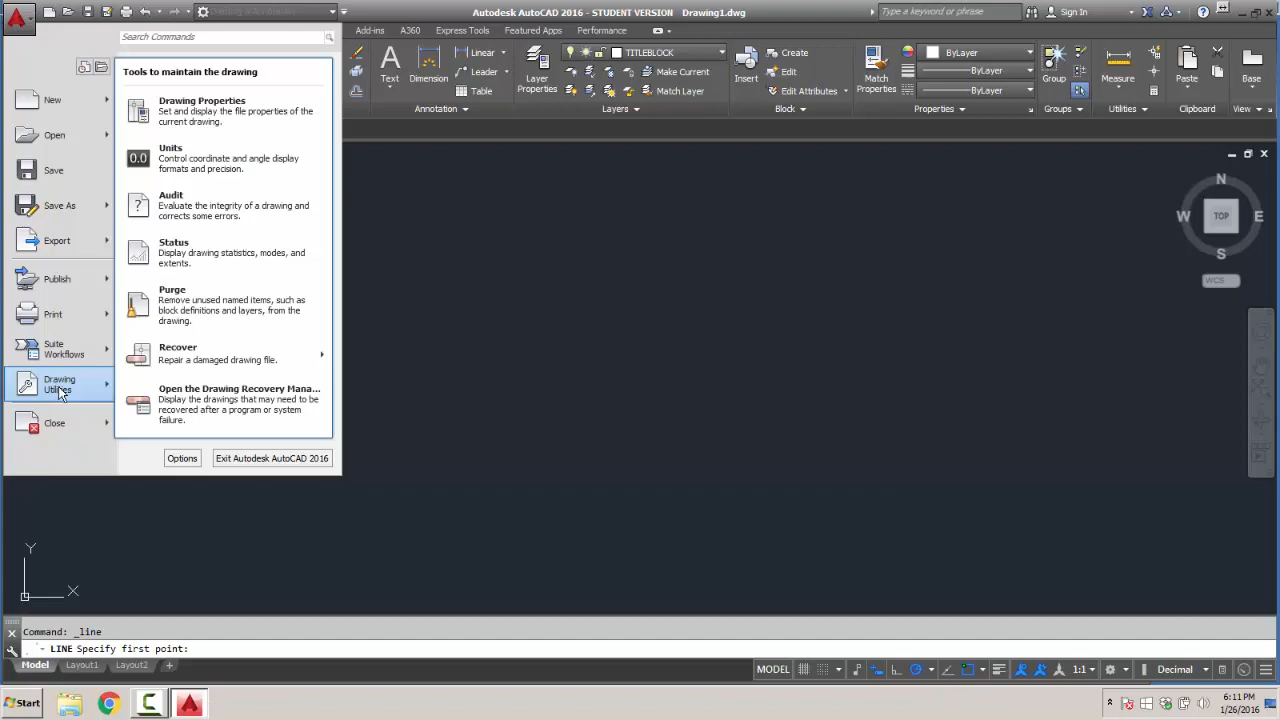 Drawing & Annotation
Autodesk AutoCAD 2016 - STUDENT VERSION Drawing1.dwg
Type a keyword or phrase
Sign In
Search Commands
Add-ins
A360
Express Tools
Featured Apps
Performance
Text
Dimension
Linear
Leader
Table
Annotation
Layer
Properties
TITLEBLOCK
Make Current
Match Layer
Layers
Insert
Create
Edit
Edit Attributes
Block
Match
Properties
ByLayer
ByLayer
ByLayer
Properties
Group
Groups
Measure
Utilities
Paste
Clipboard
Base
View
New
Open
Save
Save As
Export
Publish
Print
Suite
Workflows
Drawing
Utilities
Close
Tools to maintain the drawing
Drawing Properties
Set and display the file properties of the
current drawing.
0.0
Units
Control coordinate and angle display
formats and precision.
Audit
Evaluate the integrity of a drawing and
corrects some errors.
Status
Display drawing statistics, modes, and
extents.
Purge
Remove unused named items, such as
block definitions and layers, from the
drawing.
Recover
Repair a damaged drawing file.
Open the Drawing Recovery Mana...
Display the drawings that may need to be
recovered after a program or system
failure.
Options
Exit Autodesk AutoCAD 2016
N
W
TOP
E
S
WCS
Y
X
Command: _line
LINE Specify first point:
Model
Layout1
Layout2
+
MODEL
1:1
Decimal
Start
6:11 PM
1/26/2016